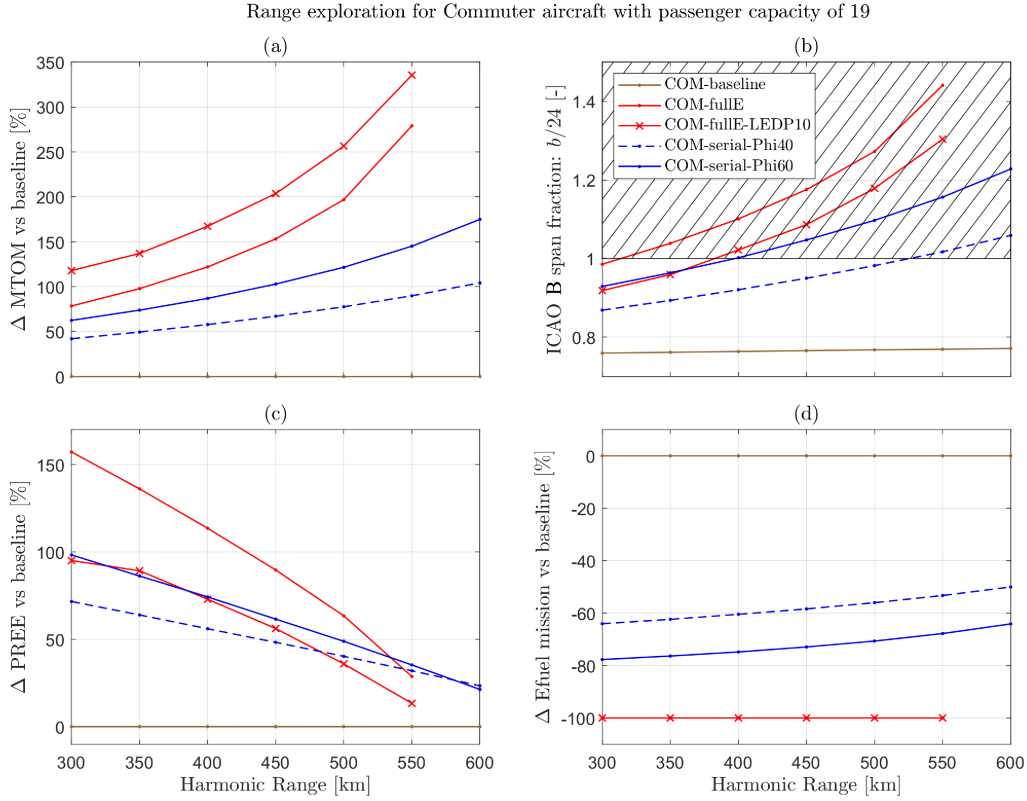 Range exploration for Commuter aircraft with passenger capacity of 19
(a)
Δ MTOM vs baseline [%]
350
300
250
200
150
100
50
0
(b)
ICAO B span fraction: b/24 [-]
1.4
1.2
1
0.8
COM-baseline
COM-fullE
COM-fullE-LEDP10
COM-serial-Phi40
COM-serial-Phi60
(c)
Δ PREE vs baseline [%]
150
100
50
0
300 350 400 450 500 550 600
Harmonic Range [km]
(d)
Δ Efuel mission vs baseline [%]
0
-20
-40
-60
-80
-100
300 350 400 450 500 550 600
Harmonic Range [km]